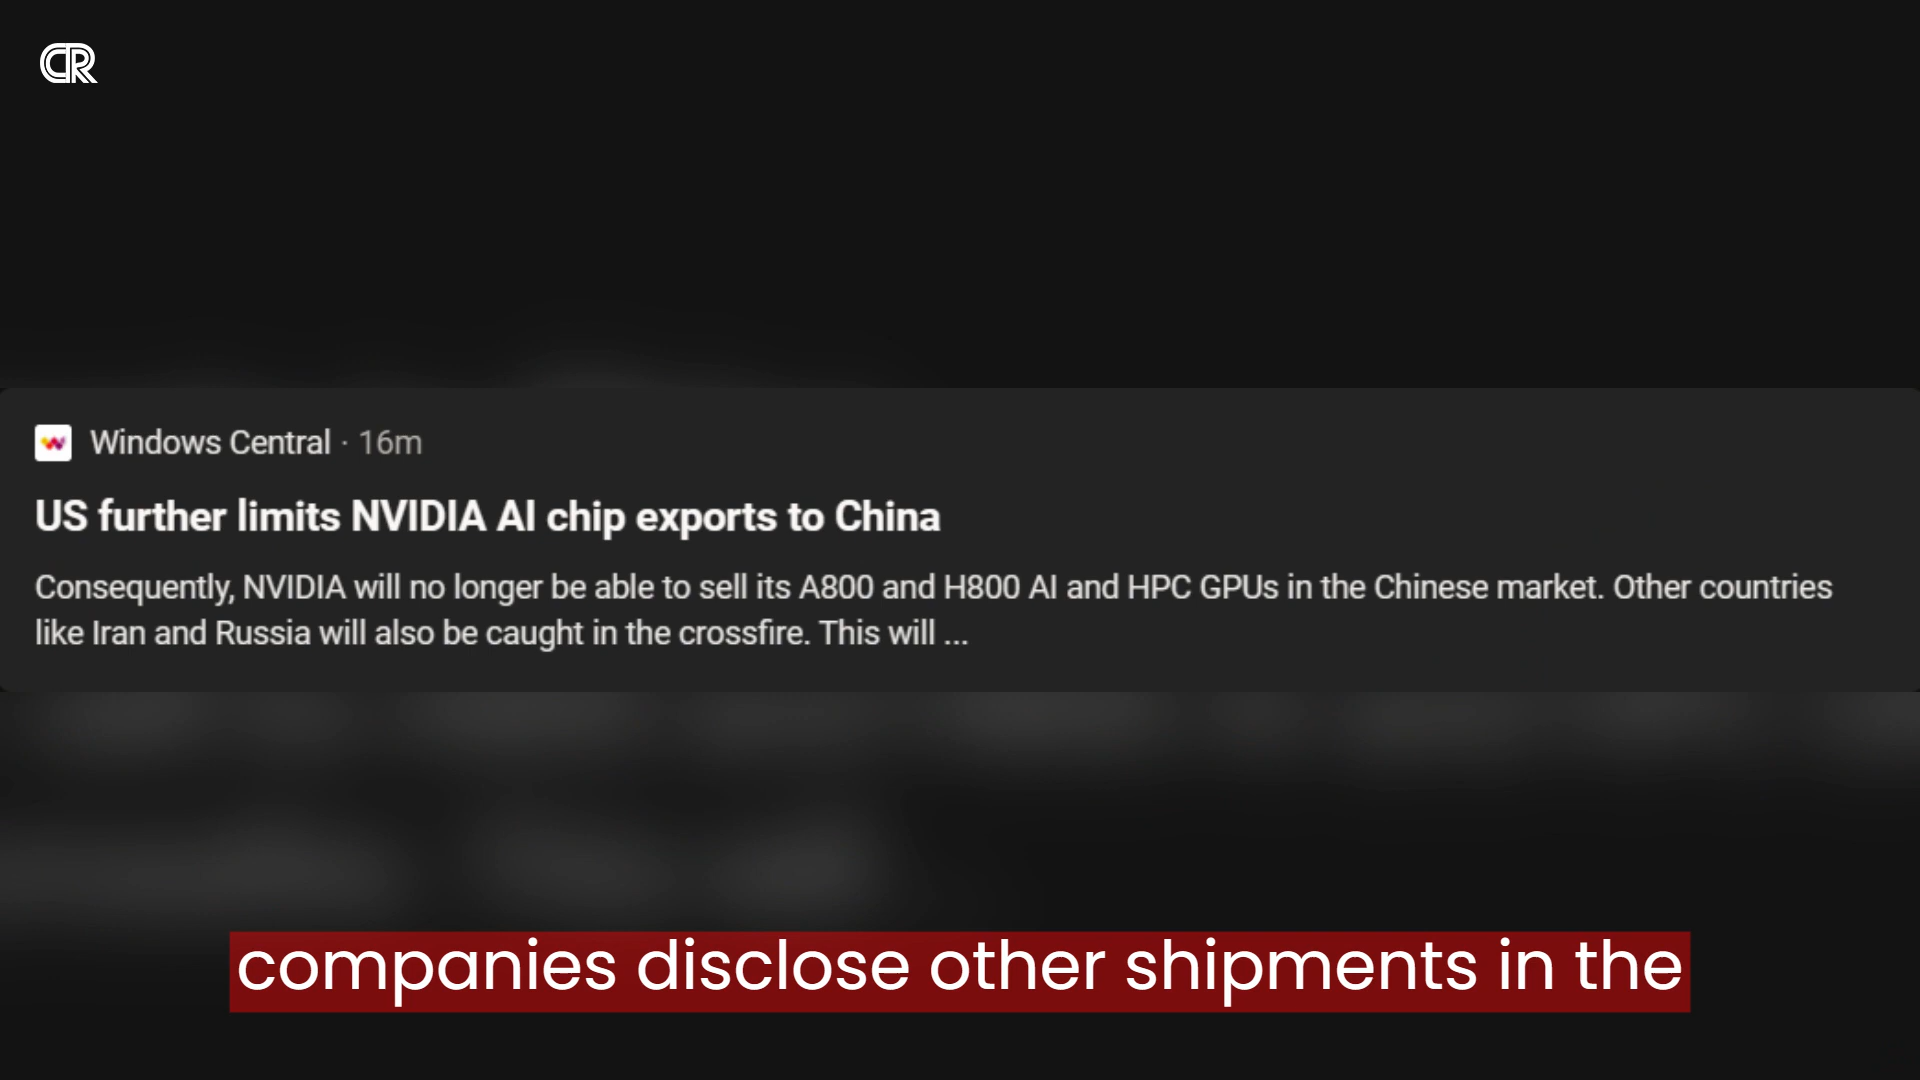 CR
Windows Central · 16m
US further limits NVIDIA AI chip exports to China
Consequently, NVIDIA will no longer be able to sell its A800 and H800 AI and HPC GPUs in the Chinese market. Other countries
like Iran and Russia will also be caught in the crossfire. This will ...
companies disclose other shipments in the